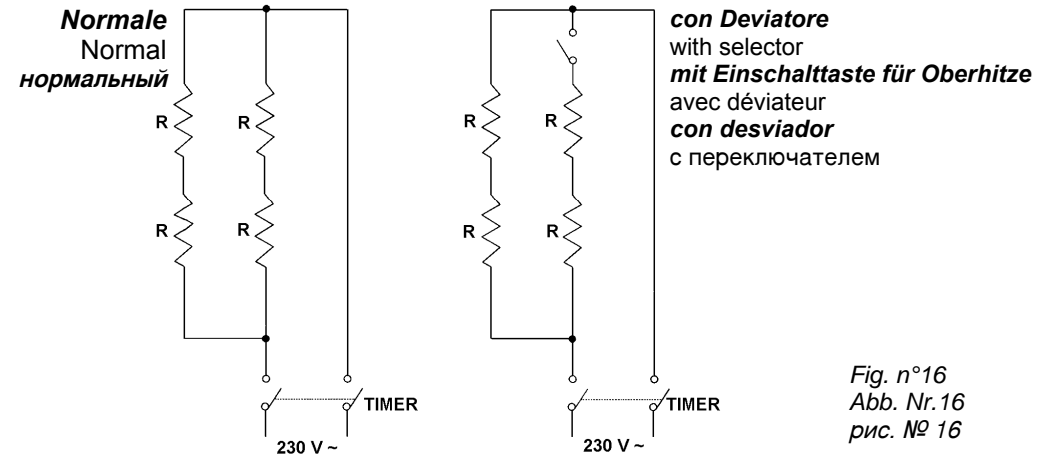 Normale
Normal
нормальный
R
R
R
R
TIMER
230 V ~
con Deviatore
with selector
mit Einschalttaste für Oberhitze
avec déviateur
con desviador
с переключателем
R
R
R
R
TIMER
230 V ~
Fig. n°16
Abb. Nr.16
рис. № 16